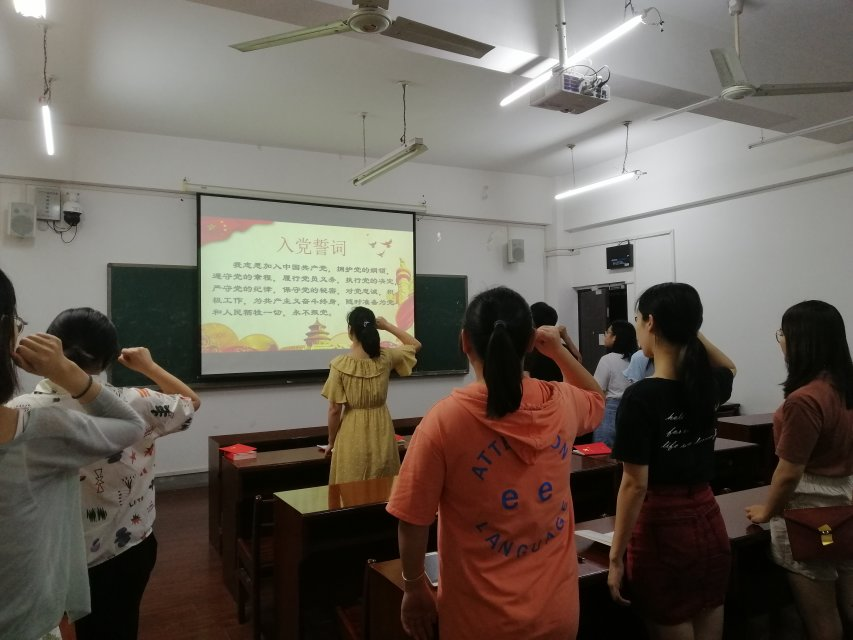 入党誓词
我志愿加入中国共产党，拥护党的纲领，
遵守党的章程，履行党员义务，执行党的决定，
严守党的纪律，保守党的秘密，对党忠诚，积
极工作，为共产主义奋斗终身，随时准备为党
和人民牺牲一切，永不叛党。
ATTENTION
e e
LANGUAGE